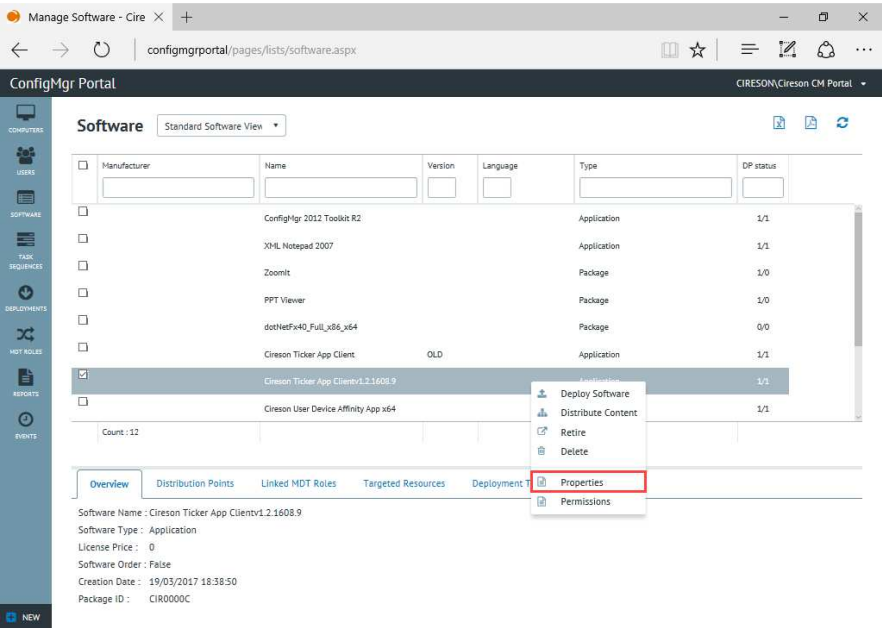 Manage Software - Cire
configmgrportal/pages/lists/software.aspx
ConfigMgr Portal
CIRESON\Cireson CM Portal
COMPUTERS
USERS
SOFTWARE
TASK
SEQUENCES
DEPLOYMENTS
MDT ROLES
REPORTS
EVENTS
NEW
Software
Standard Software View
Manufacturer Name Version Language Type DP status
ConfigMgr 2012 Toolkit R2 Application 1/1
XML Notepad 2007 Application 1/1
ZoomIt Package 1/0
PPT Viewer Package 1/0
dotNetFx40_Full_x86_x64 Package 0/0
Cireson Ticker App Client OLD Application 1/1
Cireson Ticker App Clientv1.2.1608.9 Application 1/1
Cireson User Device Affinity App x64 1/1
Count : 12
Deploy Software
Distribute Content
Retire
Delete
Properties
Permissions
Overview Distribution Points Linked MDT Roles Targeted Resources Deployment T
Software Name : Cireson Ticker App Clientv1.2.1608.9
Software Type : Application
License Price : 0
Software Order : False
Creation Date : 19/03/2017 18:38:50
Package ID : CIR0000C